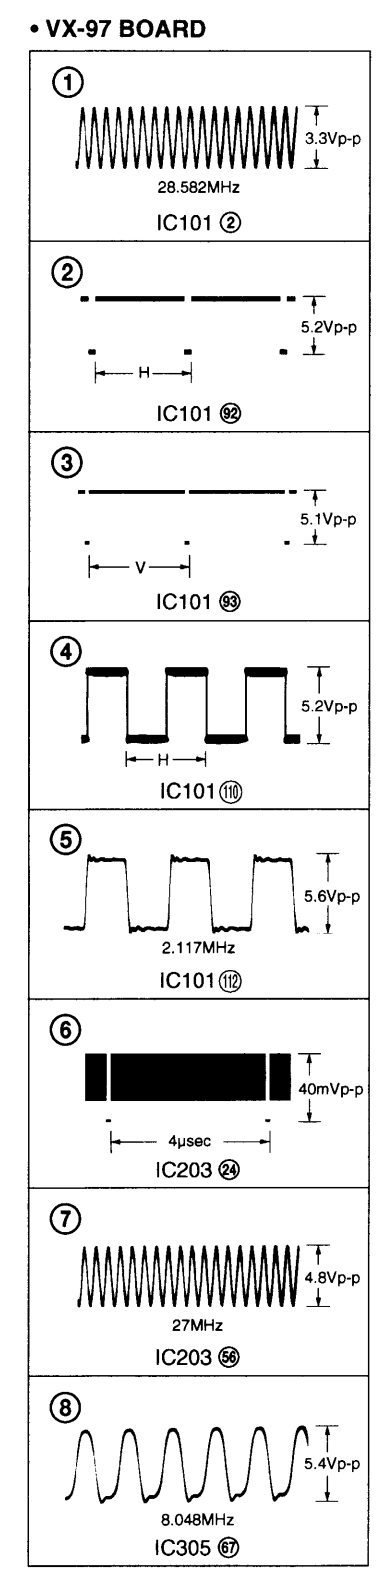 • VX-97 BOARD
①
3.3Vp-p
28.582MHz
IC101 ②
②
5.2Vp-p
H
IC101 ㉜
③
5.1Vp-p
V
IC101 93
④
5.2Vp-p
H
IC101 110
⑤
5.6Vp-p
2.117MHz
IC101 112
⑥
40mVp-p
4µsec
IC203 24
⑦
4.8Vp-p
27MHz
IC203 56
⑧
5.4Vp-p
8.048MHz
IC305 67